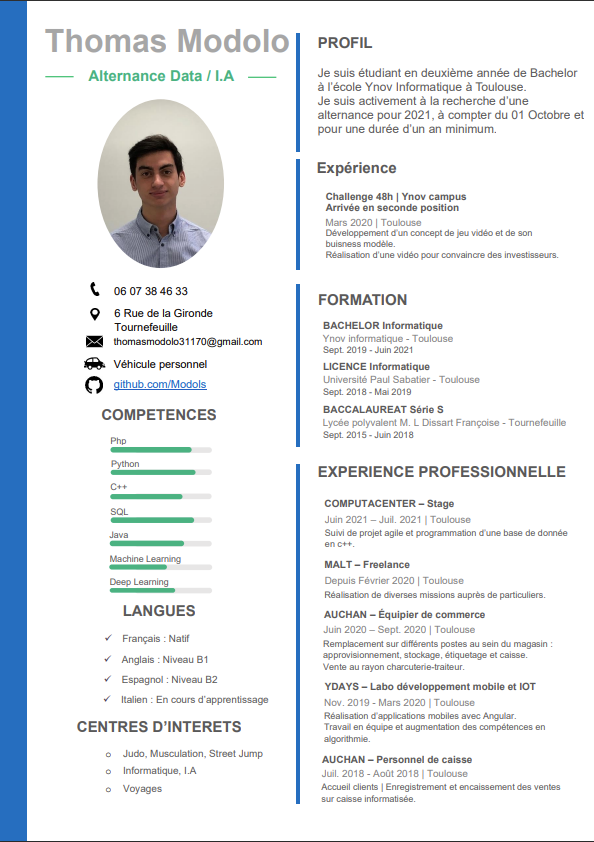 Thomas Modolo
Alternance Data / I.A
06 07 38 46 33
6 Rue de la Gironde
Tournefeuille
thomasmodolo31170@gmail.com
Véhicule personnel
github.com/Modols
COMPETENCES
Php
Python
C++
SQL
Java
Machine Learning
Deep Learning
LANGUES
Français : Natif
Anglais : Niveau B1
Espagnol : Niveau B2
Italien : En cours d'apprentissage
CENTRES D'INTERETS
Judo, Musculation, Street Jump
Informatique, I.A
Voyages
PROFIL
Je suis étudiant en deuxième année de Bachelor
à l'école Ynov Informatique à Toulouse.
Je suis activement à la recherche d'une
alternance pour 2021, à compter du 01 Octobre et
pour une durée d'un an minimum.
Expérience
Challenge 48h | Ynov campus
Arrivée en seconde position
Mars 2020 | Toulouse
Développement d'un concept de jeu vidéo et de son
buisness modèle.
Réalisation d'une vidéo pour convaincre des investisseurs.
FORMATION
BACHELOR Informatique
Ynov informatique - Toulouse
Sept. 2019 - Juin 2021
LICENCE Informatique
Université Paul Sabatier - Toulouse
Sept. 2018 - Mai 2019
BACCALAUREAT Série S
Lycée polyvalent M. L Dissart Françoise - Tournefeuille
Sept. 2015 - Juin 2018
EXPERIENCE PROFESSIONNELLE
COMPUTACENTER – Stage
Juin 2021 – Juil. 2021 | Toulouse
Suivi de projet agile et programmation d'une base de donnée
en c++.
MALT – Freelance
Depuis Février 2020 | Toulouse
Réalisation de diverses missions auprès de particuliers.
AUCHAN – Équipier de commerce
Juin 2020 – Sept. 2020 | Toulouse
Remplacement sur différents postes au sein du magasin :
approvisionnement, stockage, étiquetage et caisse.
Vente au rayon charcuterie-traiteur.
YDAYS – Labo développement mobile et IOT
Nov. 2019 - Mars 2020 | Toulouse
Réalisation d'applications mobiles avec Angular.
Travail en équipe et augmentation des compétences en
algorithmie.
AUCHAN – Personnel de caisse
Juil. 2018 - Août 2018 | Toulouse
Accueil clients | Enregistrement et encaissement des ventes
sur caisse informatisée.